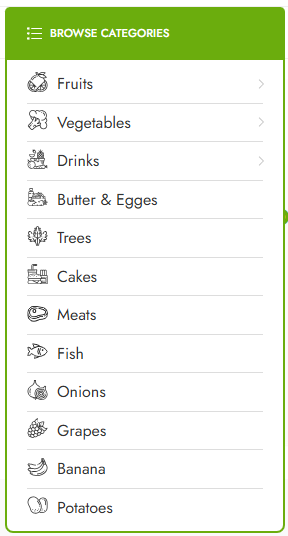 BROWSE CATEGORIES
Fruits
Vegetables
Drinks
Butter & Egges
Trees
Cakes
Meats
Fish
Onions
Grapes
Banana
Potatoes